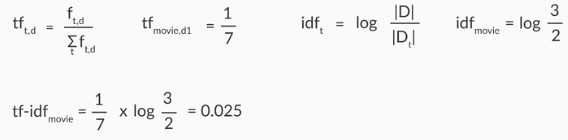 tf_{t,d} = f_{t,d} / Σ_t f_{t,d}    tf_{movie,d1} = 1/7    idf_t = log |D| / |D_t|    idf_{movie} = log 3/2
tf-idf_{movie} = 1/7 x log 3/2 = 0.025